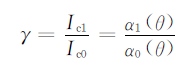 γ = I_c1 / I_c0 = α_1(θ) / α_0(θ)